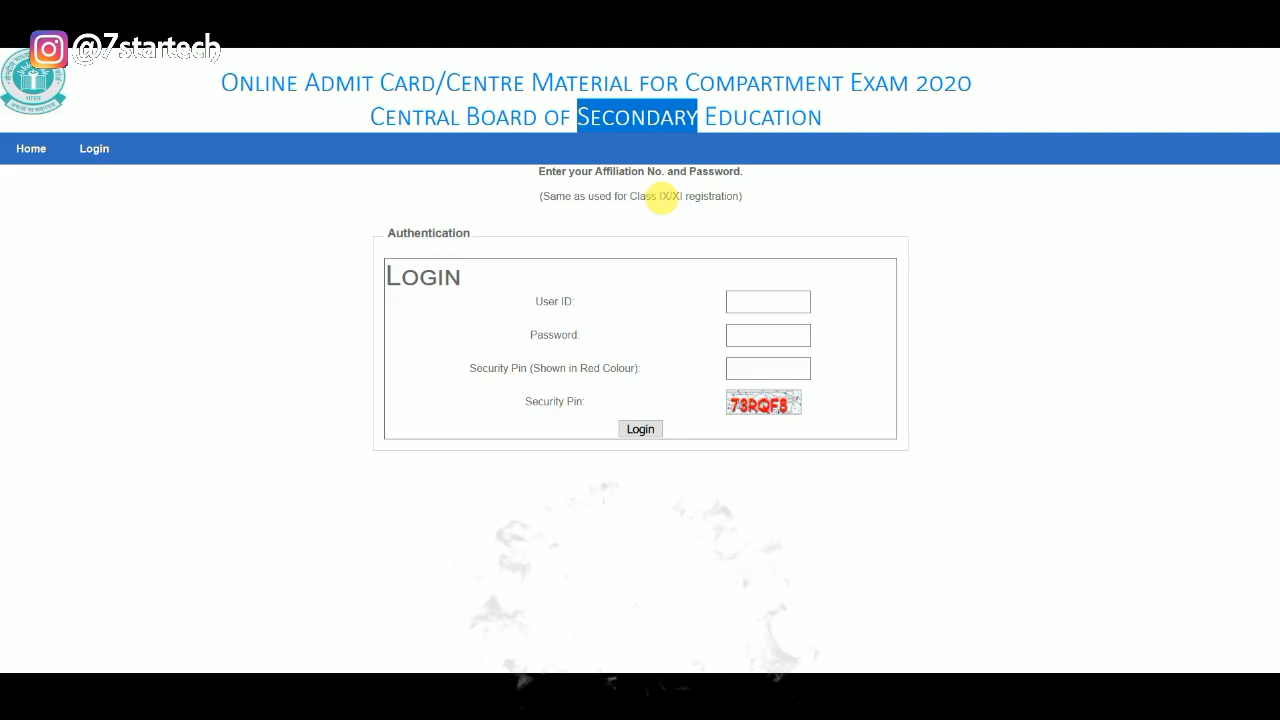 @7startech
ONLINE ADMIT CARD/CENTRE MATERIAL FOR COMPARTMENT EXAM 2020
CENTRAL BOARD OF SECONDARY EDUCATION
Home Login
Enter your Affiliation No. and Password.
(Same as used for Class IX/XI registration)
Authentication
LOGIN
User ID:
Password:
Security Pin (Shown in Red Colour):
Security Pin: 73RQF8
Login